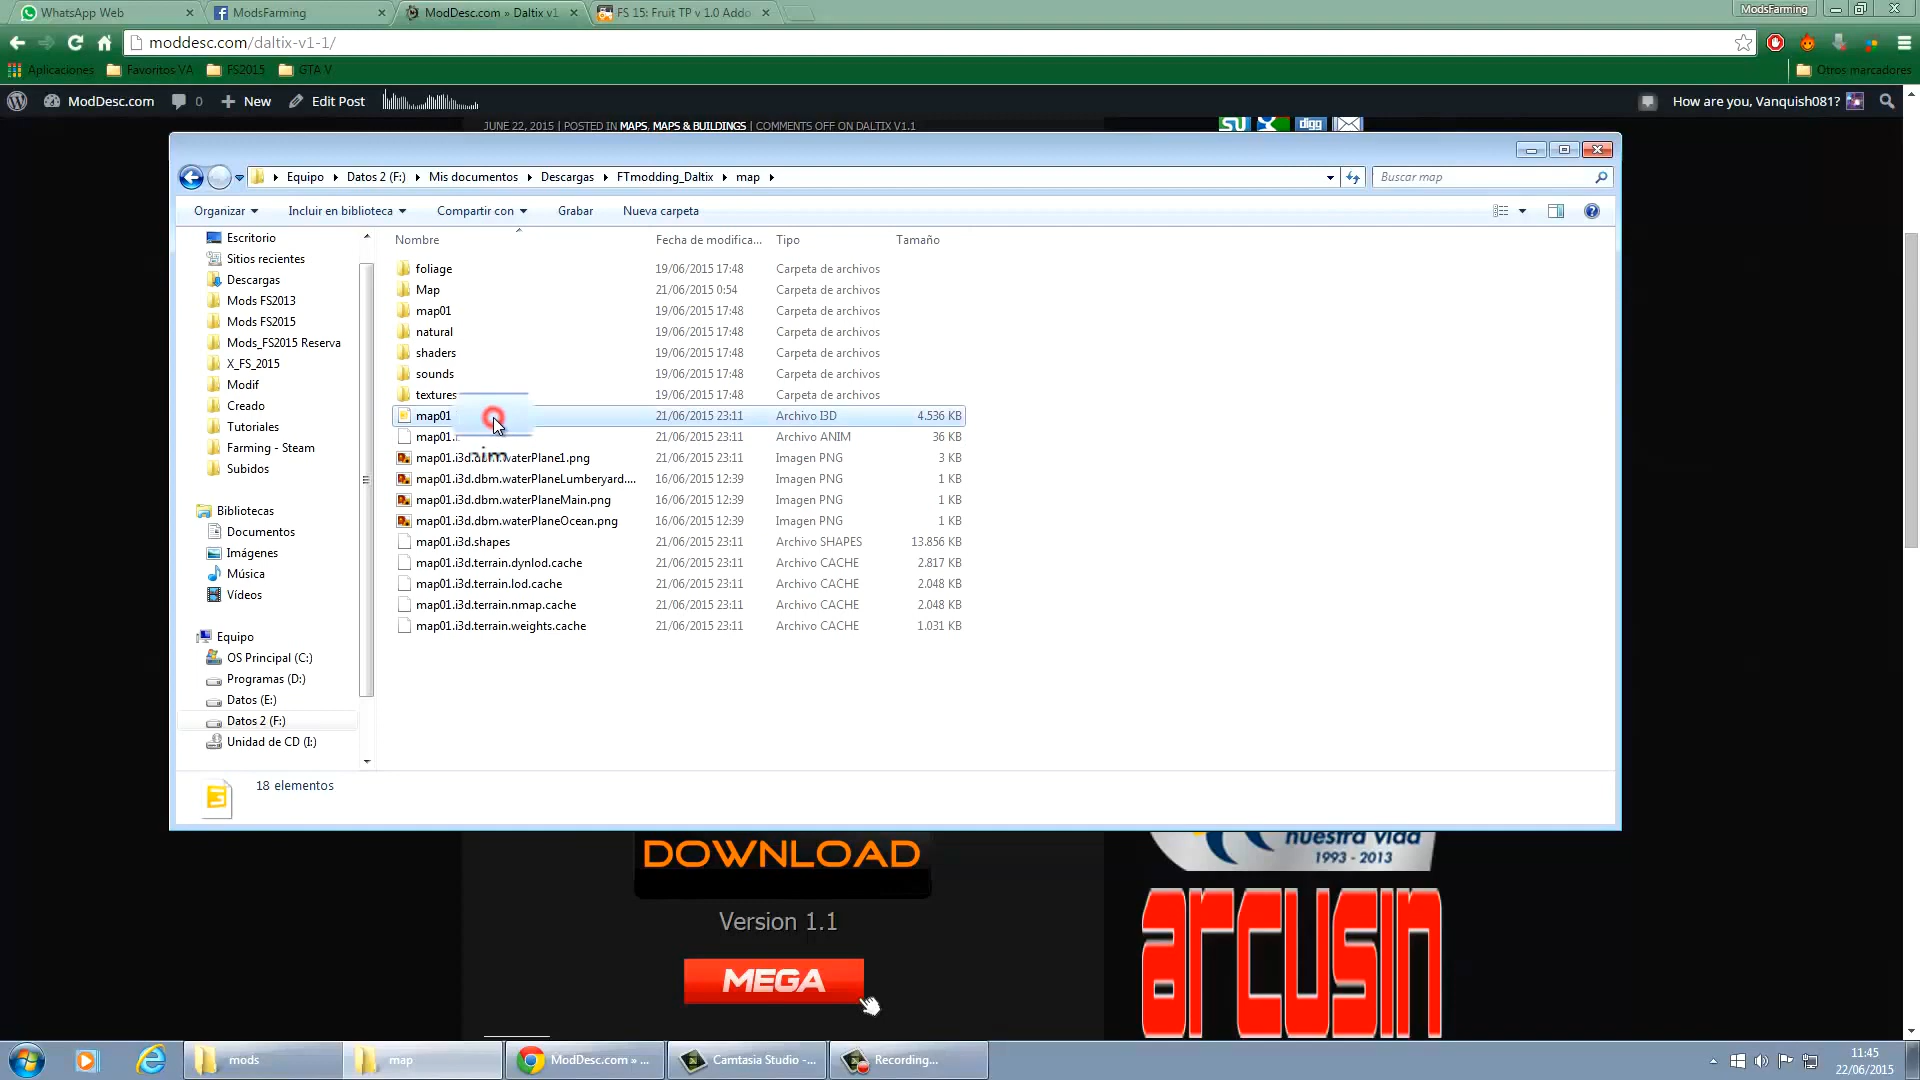 WhatsApp Web
ModsFarming
ModDesc.com » Daltix v1
FS 15: Fruit TP v 1.0 Addo
ModsFarming
moddesc.com/daltix-v1-1/
Aplicaciones
Favoritos VA
FS2015
GTA V
Otros marcadores
ModDesc.com
0
New
Edit Post
How are you, Vanquish081?
JUNE 22, 2015 | POSTED IN MAPS, MAPS & BUILDINGS | COMMENTS OFF ON DALTIX V1.1
digg
Equipo
Datos 2 (F:)
Mis documentos
Descargas
FTmodding_Daltix
map
Buscar map
Organizar
Incluir en biblioteca
Compartir con
Grabar
Nueva carpeta
Nombre
Fecha de modifica...
Tipo
Tamaño
Escritorio
Sitios recientes
Descargas
Mods FS2013
Mods FS2015
Mods_FS2015 Reserva
X_FS_2015
Modif
Creado
Tutoriales
Farming - Steam
Subidos
Bibliotecas
Documentos
Imágenes
Música
Vídeos
Equipo
OS Principal (C:)
Programas (D:)
Datos (E:)
Datos 2 (F:)
Unidad de CD (I:)
foliage 19/06/2015 17:48 Carpeta de archivos
Map 21/06/2015 0:54 Carpeta de archivos
map01 19/06/2015 17:48 Carpeta de archivos
natural 19/06/2015 17:48 Carpeta de archivos
shaders 19/06/2015 17:48 Carpeta de archivos
sounds 19/06/2015 17:48 Carpeta de archivos
textures 19/06/2015 17:48 Carpeta de archivos
map01 21/06/2015 23:11 Archivo I3D 4.536 KB
map01. 21/06/2015 23:11 Archivo ANIM 36 KB
map01.i3d.dbm.waterPlane1.png 21/06/2015 23:11 Imagen PNG 3 KB
map01.i3d.dbm.waterPlaneLumberyard.... 16/06/2015 12:39 Imagen PNG 1 KB
map01.i3d.dbm.waterPlaneMain.png 16/06/2015 12:39 Imagen PNG 1 KB
map01.i3d.dbm.waterPlaneOcean.png 16/06/2015 12:39 Imagen PNG 1 KB
map01.i3d.shapes 21/06/2015 23:11 Archivo SHAPES 13.856 KB
map01.i3d.terrain.dynlod.cache 21/06/2015 23:11 Archivo CACHE 2.817 KB
map01.i3d.terrain.lod.cache 21/06/2015 23:11 Archivo CACHE 2.048 KB
map01.i3d.terrain.nmap.cache 21/06/2015 23:11 Archivo CACHE 2.048 KB
map01.i3d.terrain.weights.cache 21/06/2015 23:11 Archivo CACHE 1.031 KB
18 elementos
DOWNLOAD
Version 1.1
MEGA
nuestra vida
1993 - 2013
arcusin
mods
map
ModDesc.com » ...
Camtasia Studio -...
Recording...
11:45
22/06/2015